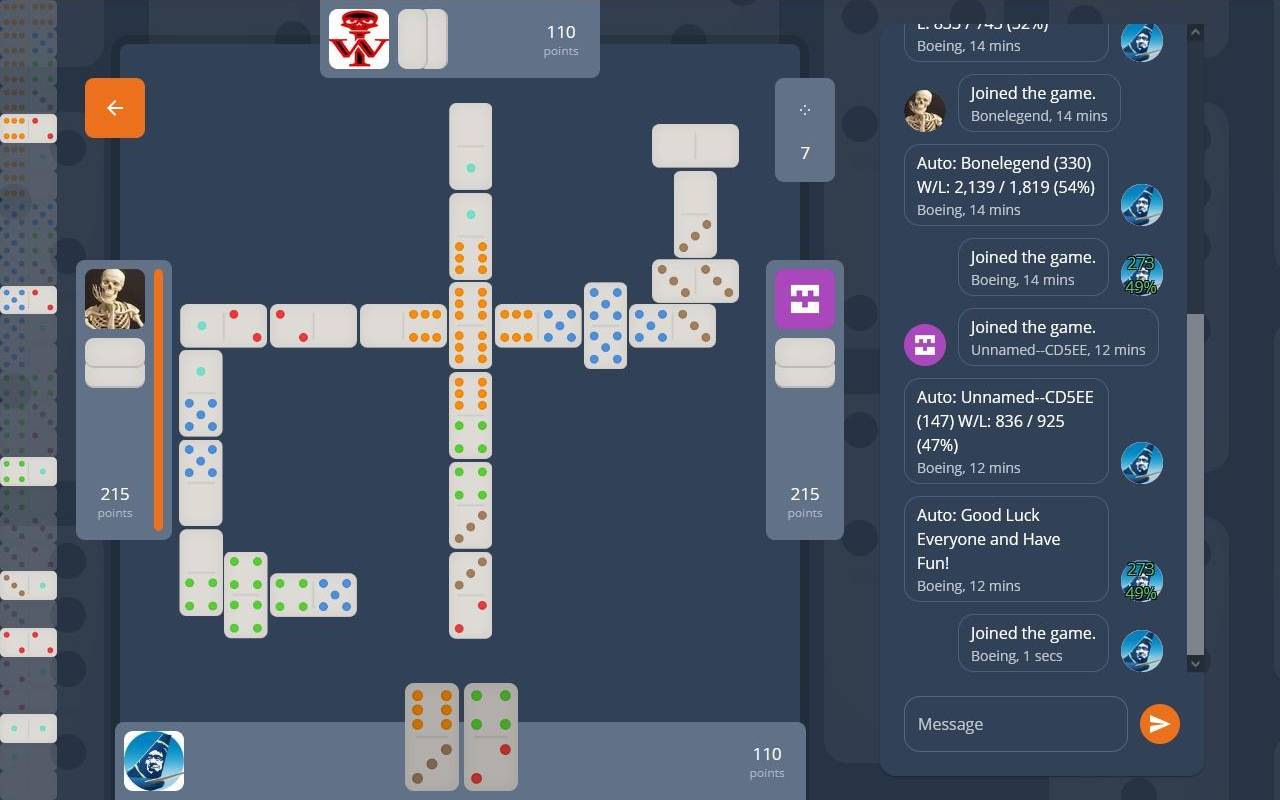 110
points
7
215
points
215
points
110
points
L: 835 / 743 (52%)
Boeing, 14 mins
Joined the game.
Bonelegend, 14 mins
Auto: Bonelegend (330)
W/L: 2,139 / 1,819 (54%)
Boeing, 14 mins
Joined the game.
Boeing, 14 mins
273
49%
Joined the game.
Unnamed--CD5EE, 12 mins
Auto: Unnamed--CD5EE
(147) W/L: 836 / 925
(47%)
Boeing, 12 mins
Auto: Good Luck
Everyone and Have
Fun!
Boeing, 12 mins
273
49%
Joined the game.
Boeing, 1 secs
Message